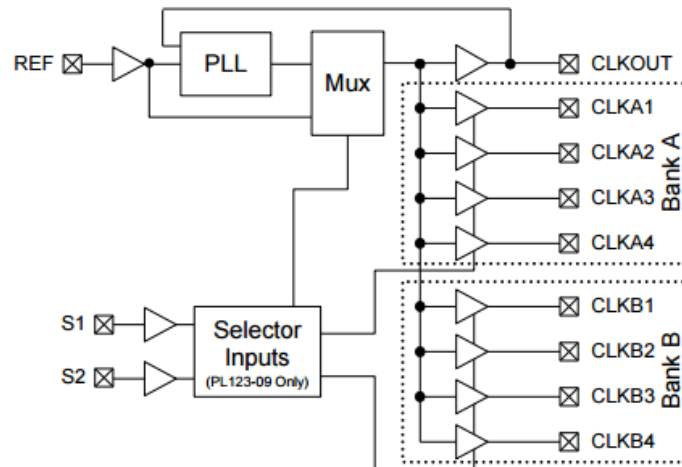 REF
PLL
Mux
CLKOUT
CLKA1
CLKA2
CLKA3
CLKA4
Bank A
S1
S2
Selector
Inputs
(PL123-09 Only)
CLKB1
CLKB2
CLKB3
CLKB4
Bank B